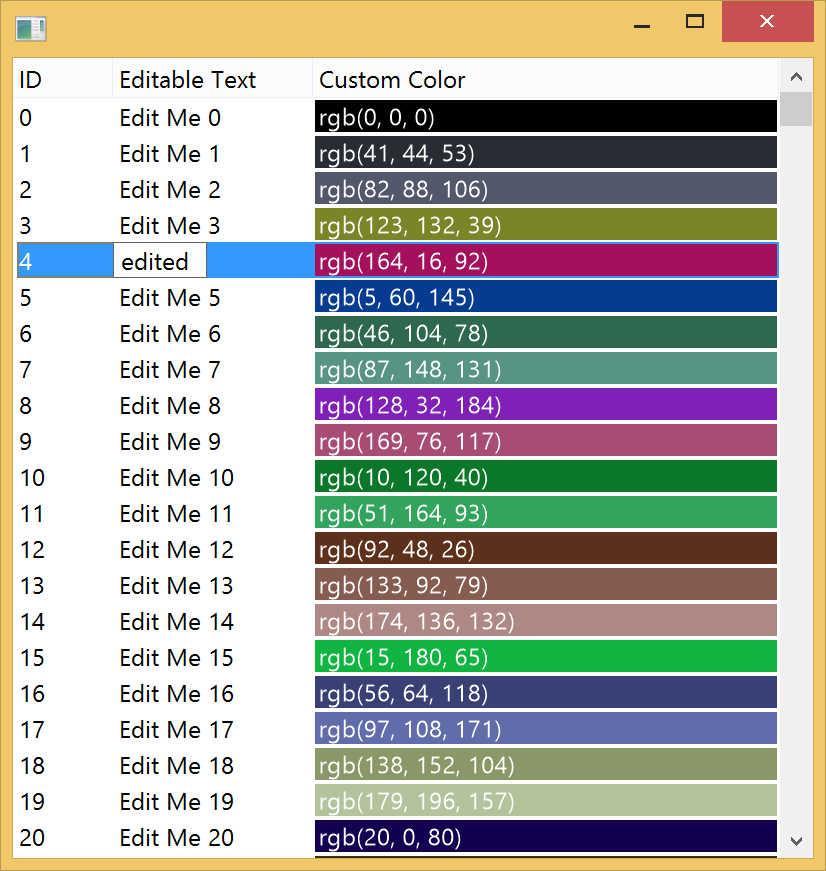 ID Editable Text Custom Color
0 Edit Me 0 rgb(0, 0, 0)
1 Edit Me 1 rgb(41, 44, 53)
2 Edit Me 2 rgb(82, 88, 106)
3 Edit Me 3 rgb(123, 132, 39)
4 edited rgb(164, 16, 92)
5 Edit Me 5 rgb(5, 60, 145)
6 Edit Me 6 rgb(46, 104, 78)
7 Edit Me 7 rgb(87, 148, 131)
8 Edit Me 8 rgb(128, 32, 184)
9 Edit Me 9 rgb(169, 76, 117)
10 Edit Me 10 rgb(10, 120, 40)
11 Edit Me 11 rgb(51, 164, 93)
12 Edit Me 12 rgb(92, 48, 26)
13 Edit Me 13 rgb(133, 92, 79)
14 Edit Me 14 rgb(174, 136, 132)
15 Edit Me 15 rgb(15, 180, 65)
16 Edit Me 16 rgb(56, 64, 118)
17 Edit Me 17 rgb(97, 108, 171)
18 Edit Me 18 rgb(138, 152, 104)
19 Edit Me 19 rgb(179, 196, 157)
20 Edit Me 20 rgb(20, 0, 80)